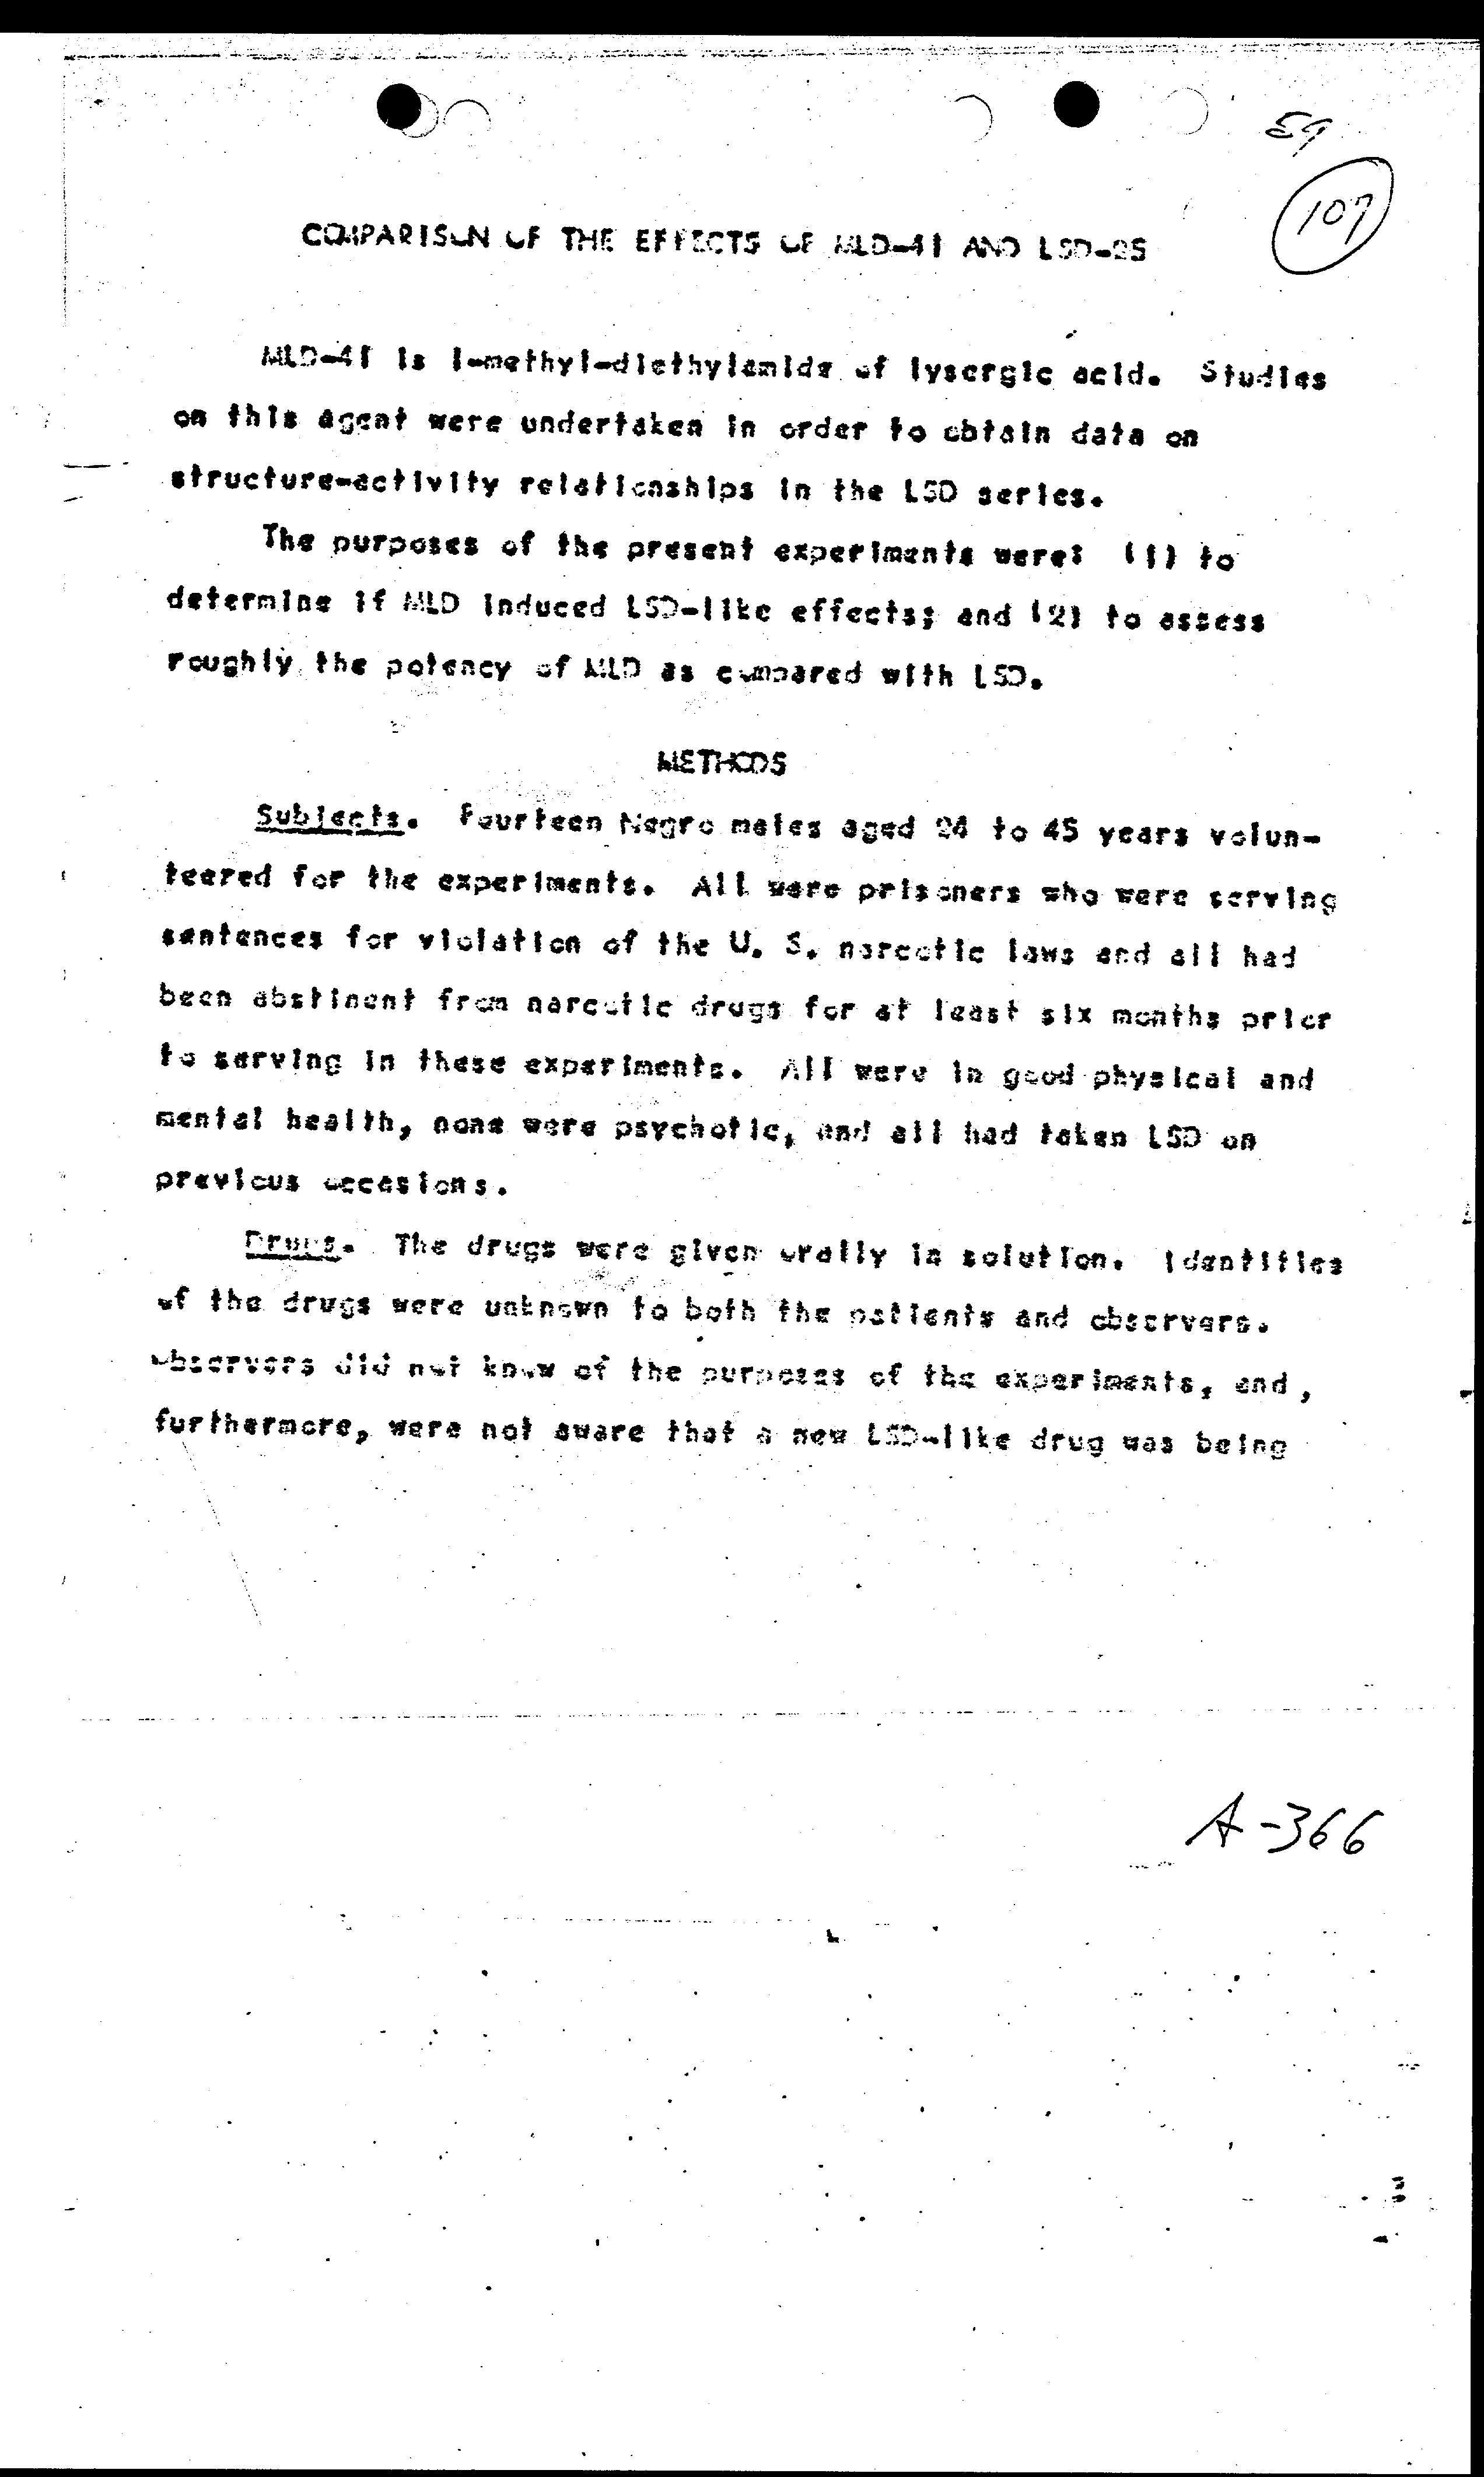 59
107
COMPARISON OF THE EFFECTS OF MLD-41 AND LSD-25
MLD-41 is 1-methyl-diethylamide of lysergic acid. Studies
on this agent were undertaken in order to obtain data on
structure-activity relationships in the LSD series.
The purposes of the present experiments were: (1) to
determine if MLD induced LSD-like effects; and (2) to assess
roughly the potency of MLD as compared with LSD.
METHODS
Subjects. Fourteen Negro males aged 24 to 45 years volun-
teered for the experiments. All were prisoners who were serving
sentences for violation of the U. S. narcotic laws and all had
been abstinent from narcotic drugs for at least six months prior
to serving in these experiments. All were in good physical and
mental health, none were psychotic, and all had taken LSD on
previous occasions.
Drugs. The drugs were given orally in solution. Identities
of the drugs were unknown to both the patients and observers.
Observers did not know of the purposes of the experiments, and,
furthermore, were not aware that a new LSD-like drug was being
A-366